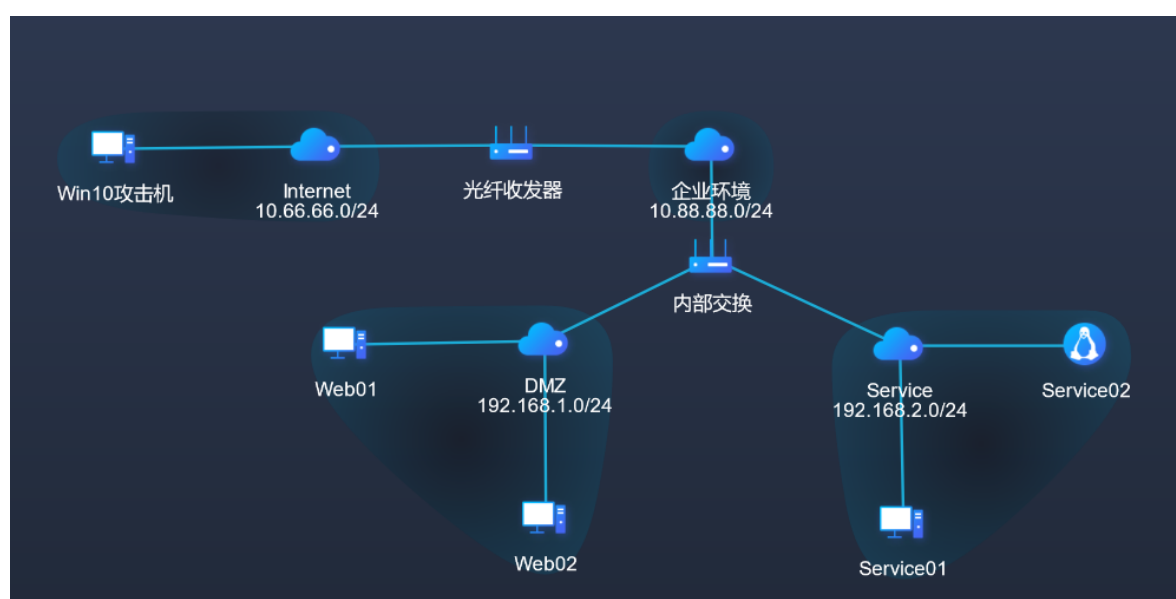 Win10攻击机
Internet
10.66.66.0/24
光纤收发器
企业环境
10.88.88.0/24
内部交换
Web01
DMZ
192.168.1.0/24
Service
192.168.2.0/24
Service02
Web02
Service01